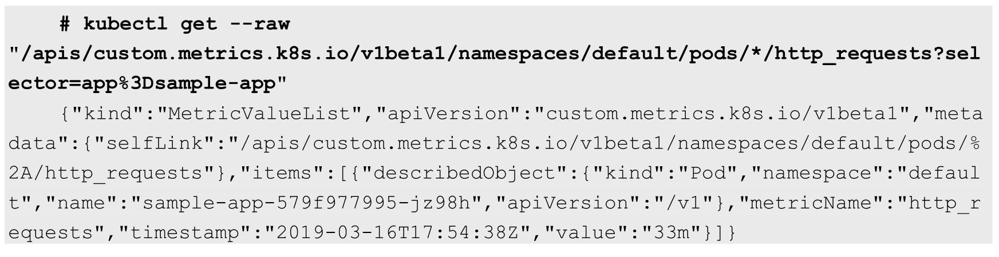 # kubectl get --raw
"/apis/custom.metrics.k8s.io/v1beta1/namespaces/default/pods/*/http_requests?sel
ector=app%3Dsample-app"
{"kind":"MetricValueList","apiVersion":"custom.metrics.k8s.io/v1beta1","meta
data":{"selfLink":"/apis/custom.metrics.k8s.io/v1beta1/namespaces/default/pods/%
2A/http_requests"},"items":[{"describedObject":{"kind":"Pod","namespace":"defaul
t","name":"sample-app-579f977995-jz98h","apiVersion":"/v1"},"metricName":"http_r
equests","timestamp":"2019-03-16T17:54:38Z","value":"33m"}]}